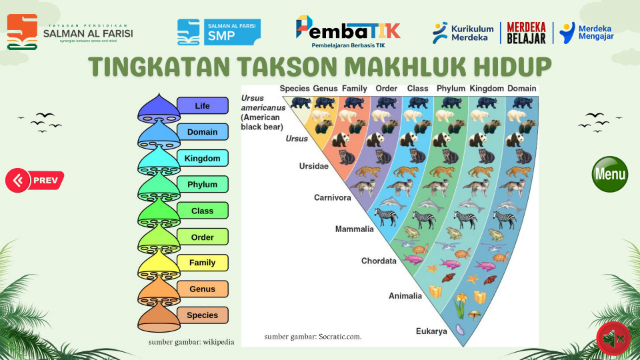 YAYASAN PENDIDIKAN
SALMAN AL FARISI
SALMAN AL FARISI
SMP
PembaTIK
Pembelajaran Berbasis TIK
Kurikulum
Merdeka
MERDEKA
BELAJAR
Merdeka
Mengajar
TINGKATAN TAKSON MAKHLUK HIDUP
Life
Domain
Kingdom
Phylum
Class
Order
Family
Genus
Species
sumber gambar: wikipedia
Species Genus Family Order Class Phylum Kingdom Domain
Ursus
americanus
(American
black bear)
Ursus
Ursidae
Carnivora
Mammalia
Chordata
Animalia
Eukarya
sumber gambar: Socratic.com.
PREV
Menu